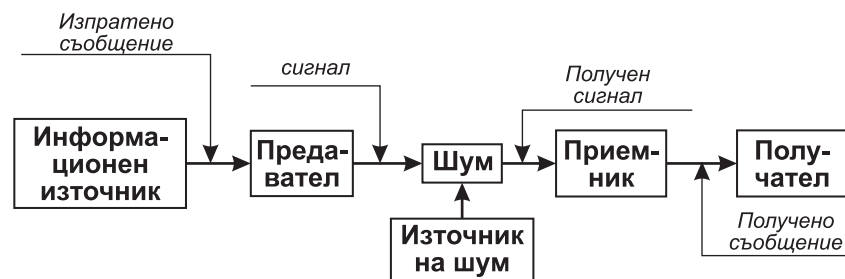 Изпратено
съобщение
сигнал
Получен
сигнал
Информа-
ционен
източник
Преда-
вател
Шум
Прием-
ник
Полу-
чател
Източник
на шум
Получено
съобщение